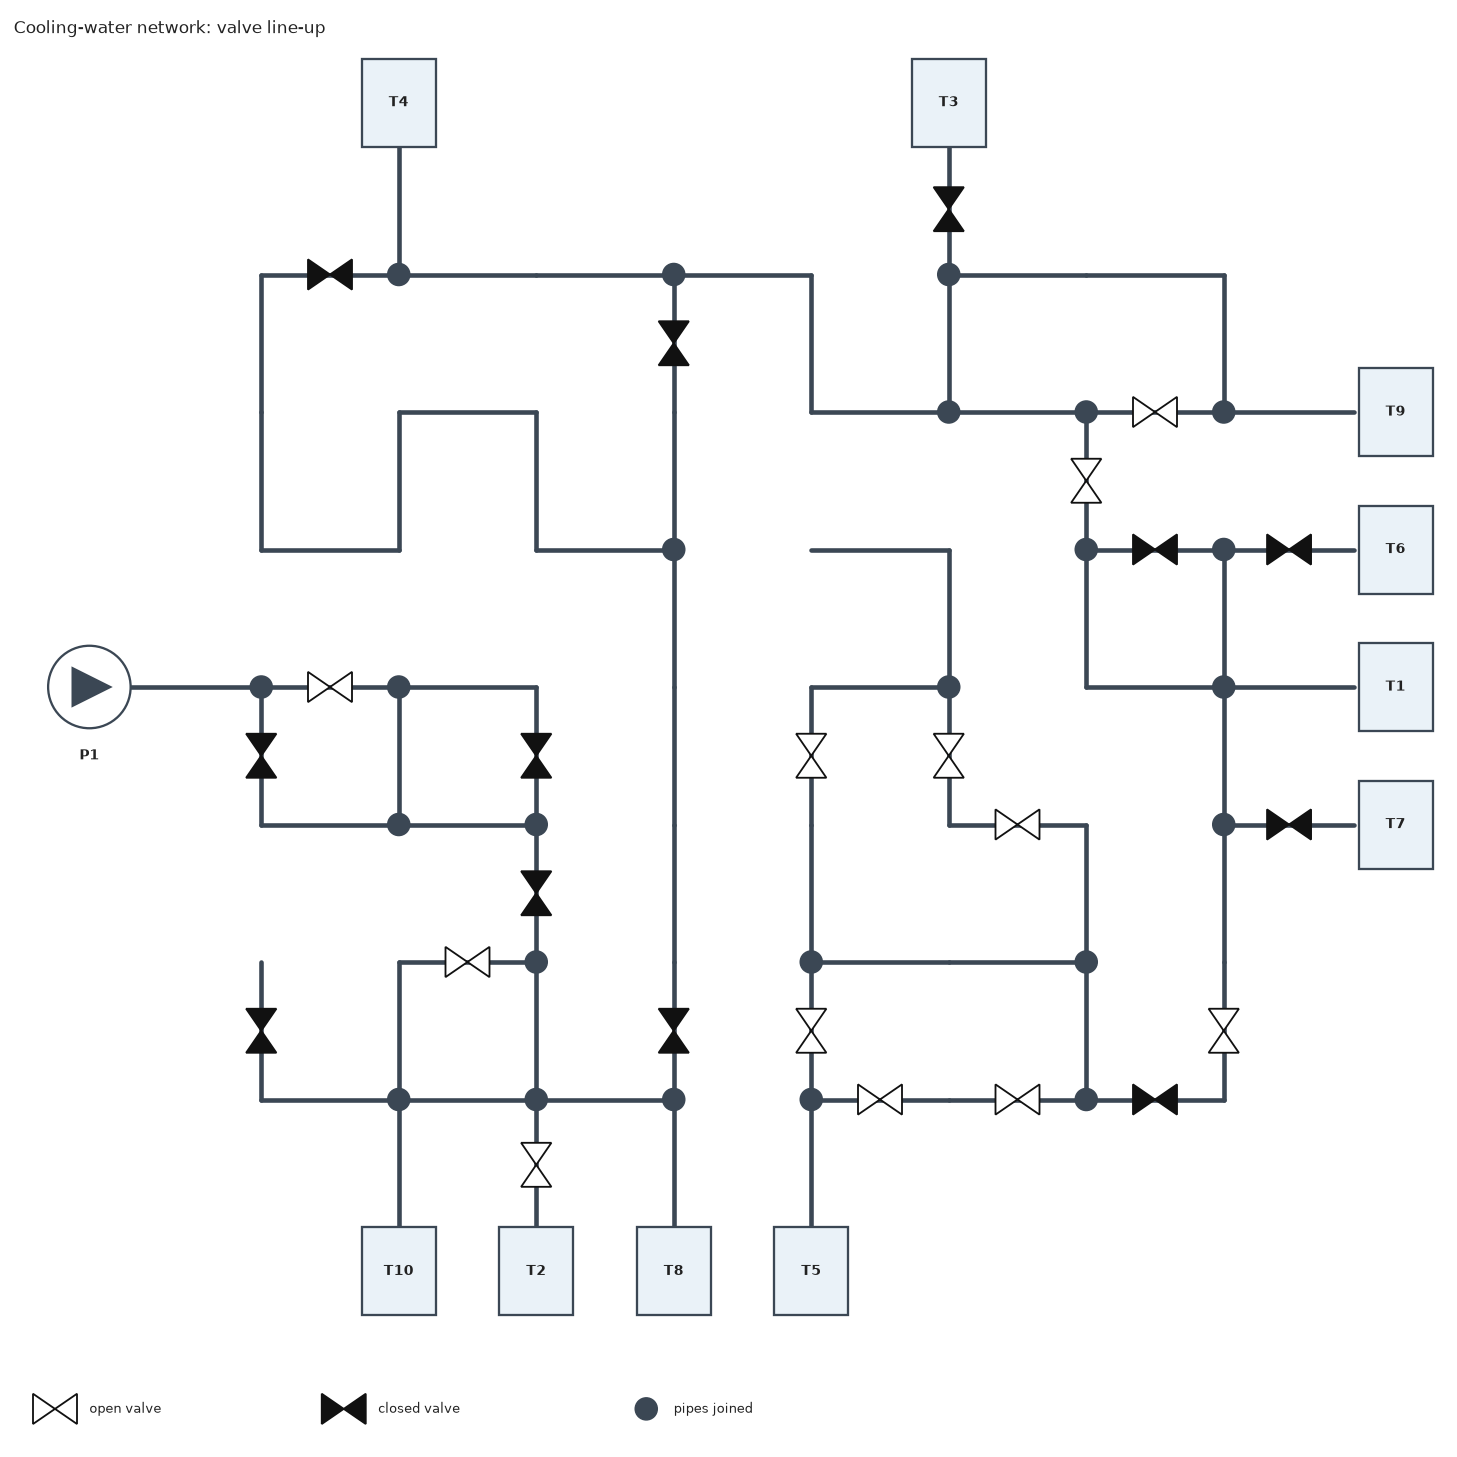 Cooling-water network: valve line-up
T4
T3
T9
T6
T1
P1
T7
T10
T2
T8
T5
open valve
closed valve
pipes joined